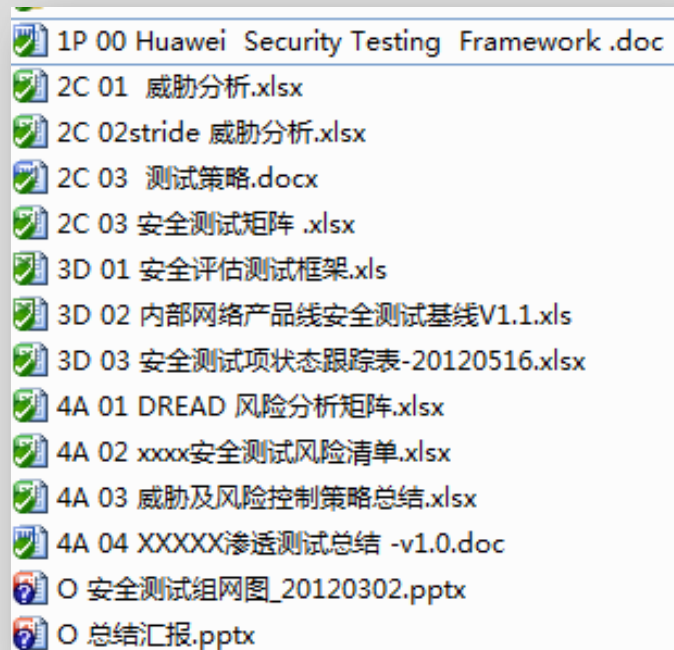 1P 00 Huawei  Security Testing  Framework .doc
2C 01  威胁分析.xlsx
2C 02stride 威胁分析.xlsx
2C 03  测试策略.docx
2C 03 安全测试矩阵 .xlsx
3D 01 安全评估测试框架.xls
3D 02 内部网络产品线安全测试基线V1.1.xls
3D 03 安全测试项状态跟踪表-20120516.xlsx
4A 01 DREAD 风险分析矩阵.xlsx
4A 02 xxxx安全测试风险清单.xlsx
4A 03 威胁及风险控制策略总结.xlsx
4A 04 XXXXX渗透测试总结 -v1.0.doc
O 安全测试组网图_20120302.pptx
O 总结汇报.pptx